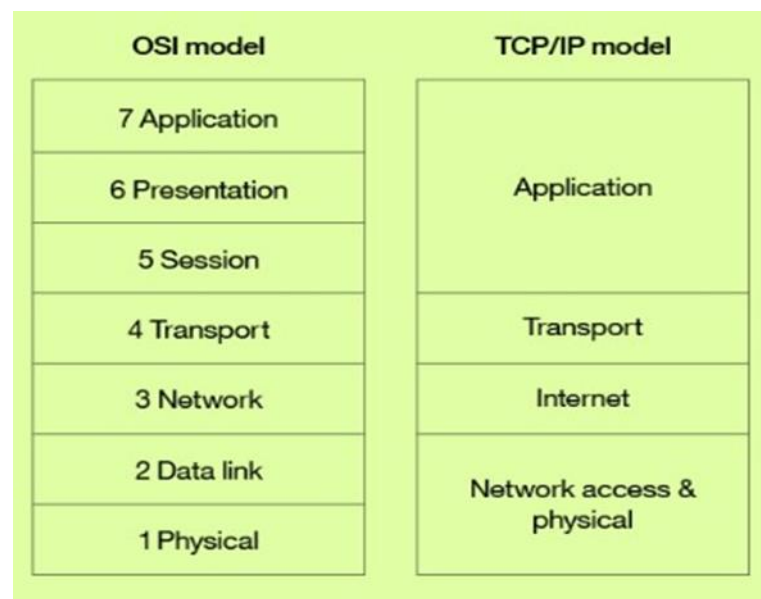 OSI model
7 Application
6 Presentation
5 Session
4 Transport
3 Network
2 Data link
1 Physical
TCP/IP model
Application
Transport
Internet
Network access &
physical